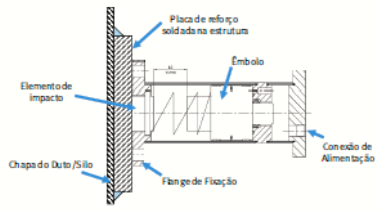 Placa de reforço
soldada na estrutura
Êmbolo
Elemento de
impacto
Conexão de
Alimentação
Chapa do Duto/Silo
Flange de Fixação